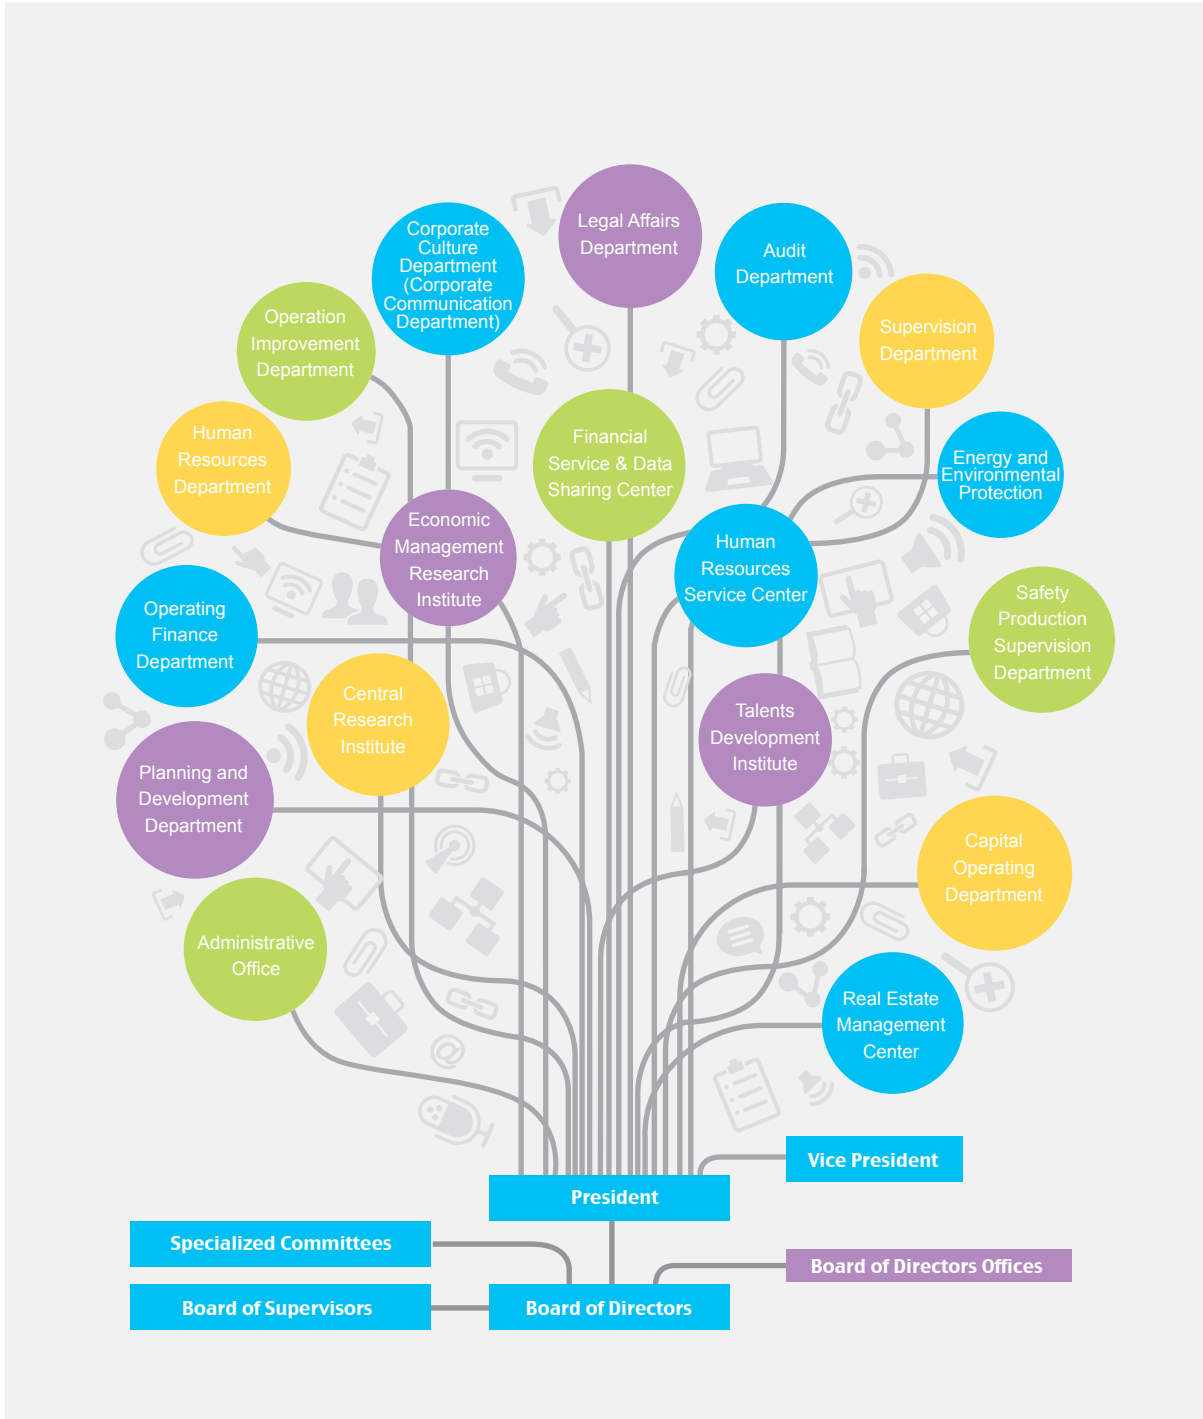 Legal Affairs
Department
Corporate
Culture
Department
(Corporate
Communication
Department)
Audit
Department
Operation
Improvement
Department
Supervision
Department
Human
Resources
Department
Financial
Service & Data
Sharing Center
Energy and
Environmental
Protection
Economic
Management
Research
Institute
Human
Resources
Service Center
Operating
Finance
Department
Safety
Production
Supervision
Department
Central
Research
Institute
Talents
Development
Institute
Planning and
Development
Department
Capital
Operating
Department
Administrative
Office
Real Estate
Management
Center
Vice President
President
Specialized Committees
Board of Directors Offices
Board of Supervisors
Board of Directors